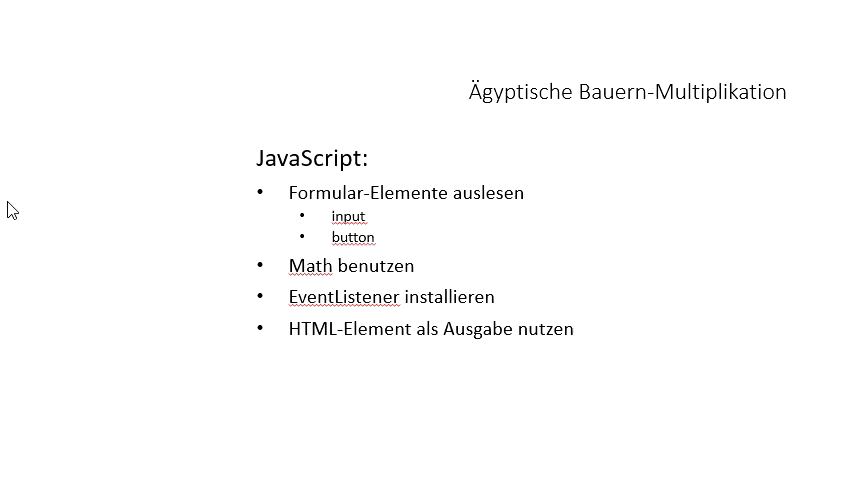 Ägyptische Bauern-Multiplikation
JavaScript:
• Formular-Elemente auslesen
• input
• button
• Math benutzen
• EventListener installieren
• HTML-Element als Ausgabe nutzen